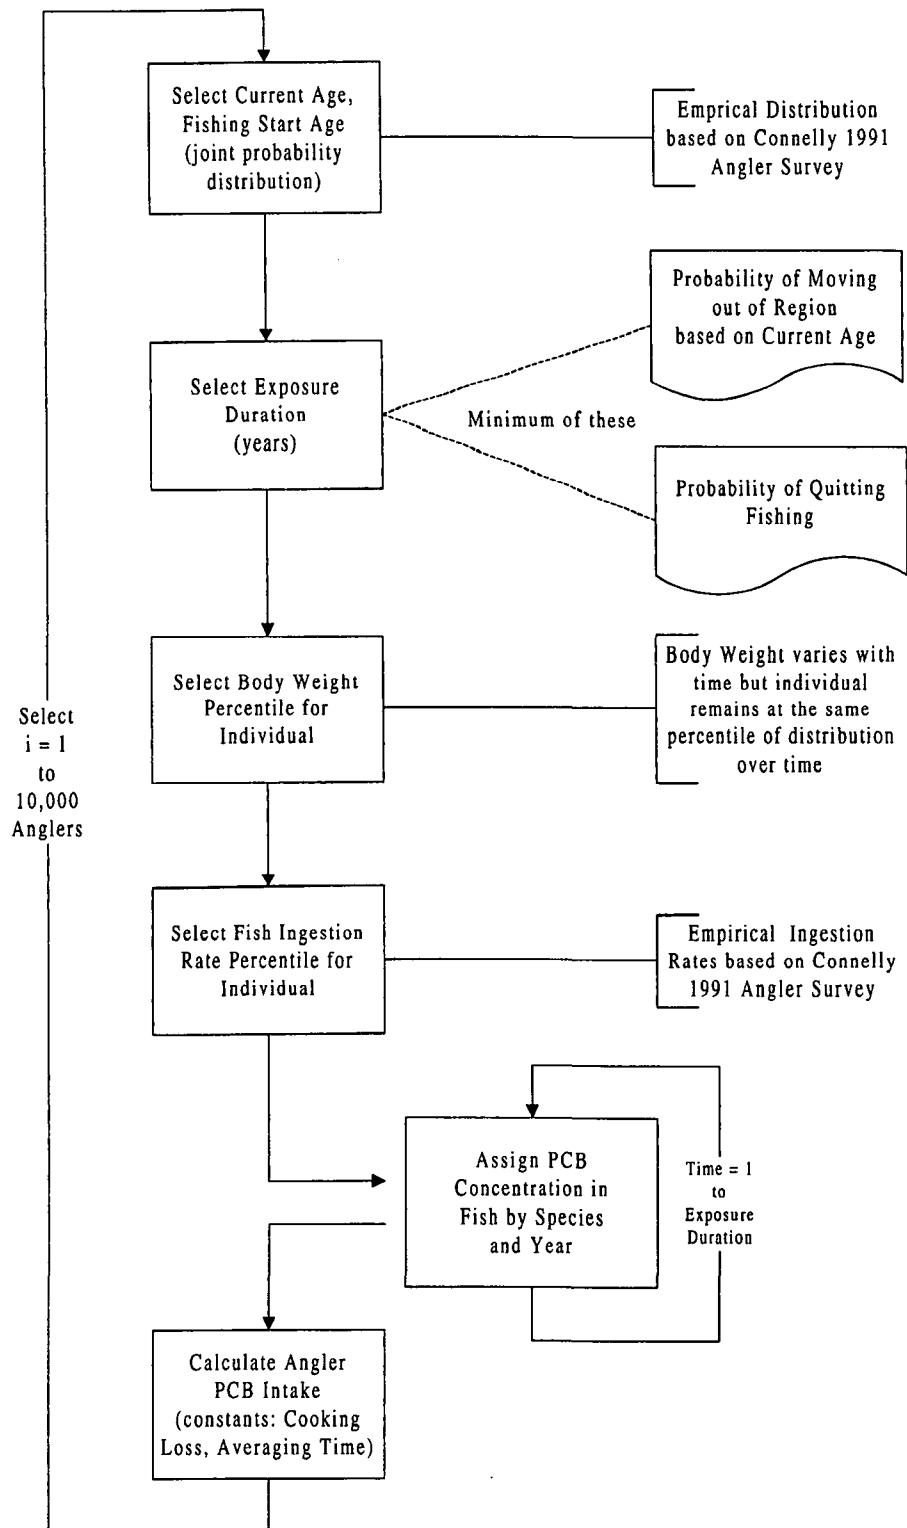 Select Current Age,
Fishing Start Age
(joint probability
distribution)
Emprical Distribution
based on Connelly 1991
Angler Survey
Probability of Moving
out of Region
based on Current Age
Select Exposure
Duration
(years)
Minimum of these
Probability of Quitting
Fishing
Select Body Weight
Percentile for
Individual
Body Weight varies with
time but individual
remains at the same
percentile of distribution
over time
Select
i = 1
to
10,000
Anglers
Select Fish Ingestion
Rate Percentile for
Individual
Empirical Ingestion
Rates based on Connelly
1991 Angler Survey
Assign PCB
Concentration in
Fish by Species
and Year
Time = 1
to
Exposure
Duration
Calculate Angler
PCB Intake
(constants: Cooking
Loss, Averaging Time)